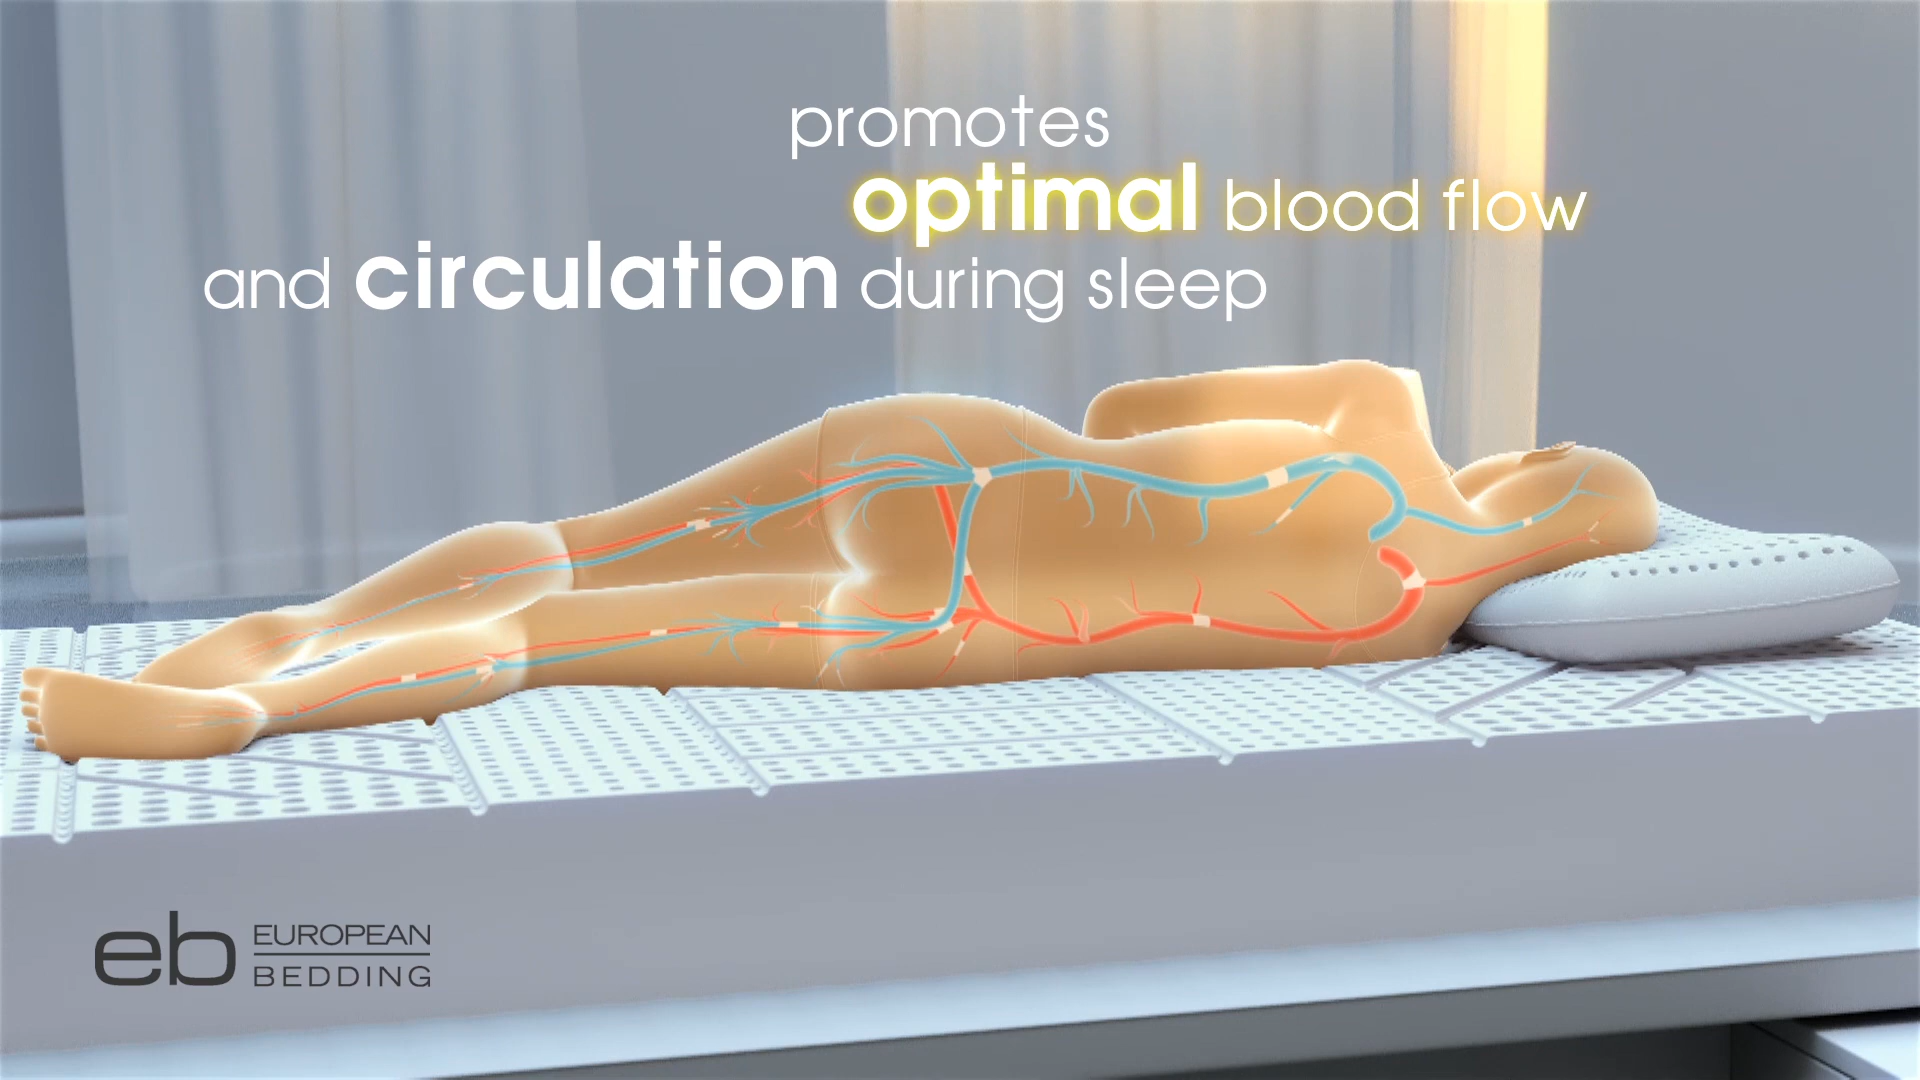 promotes
optimal blood flow
and circulation during sleep
eb EUROPEAN
BEDDING